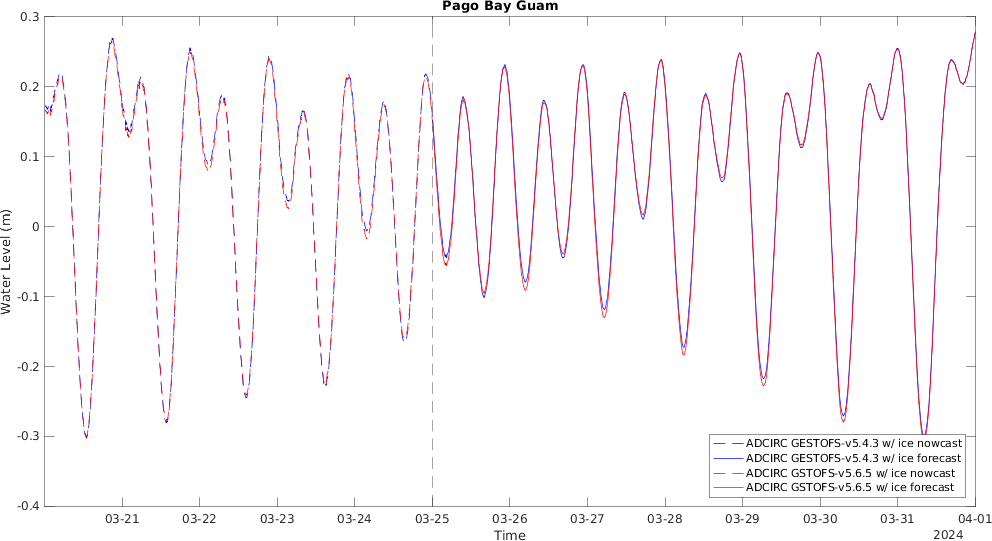 Pago Bay Guam
0.3
0.2
0.1
0
-0.1
-0.2
-0.3
-0.4
Water Level (m)
ADCIRC GESTOFS-v5.4.3 w/ ice nowcast
ADCIRC GESTOFS-v5.4.3 w/ ice forecast
ADCIRC GSTOFS-v5.6.5 w/ ice nowcast
ADCIRC GSTOFS-v5.6.5 w/ ice forecast
03-21 03-22 03-23 03-24 03-25 03-26 03-27 03-28 03-29 03-30 03-31 04-01
Time
2024